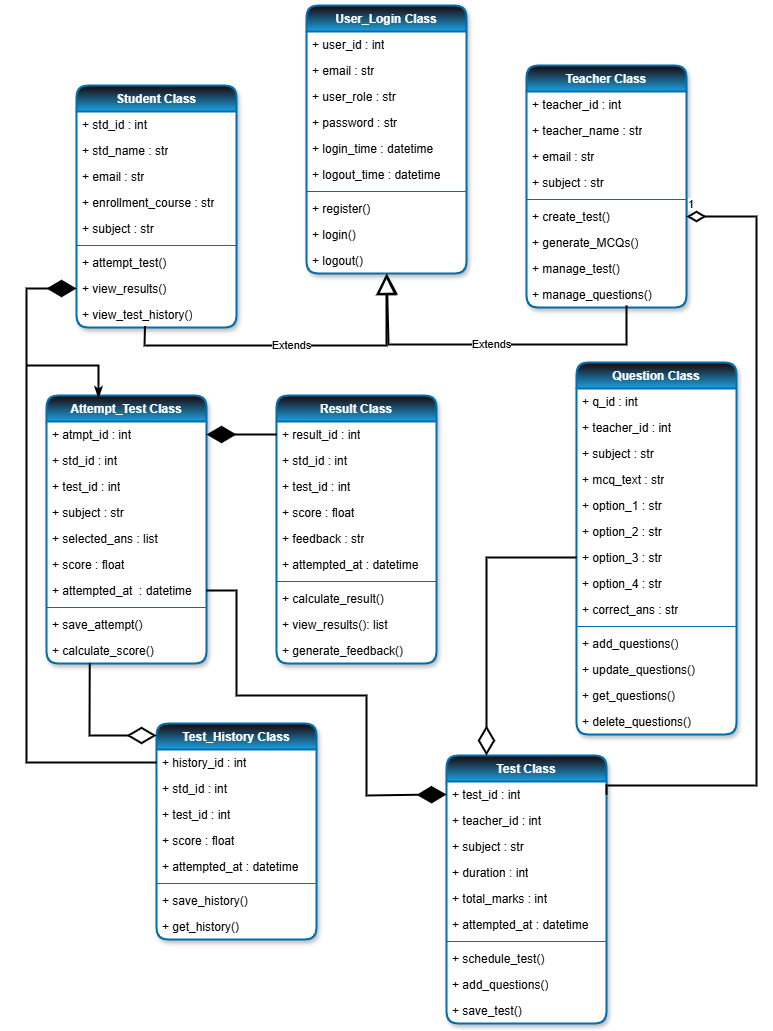 User_Login Class
+ user_id : int
+ email : str
+ user_role : str
+ password : str
+ login_time : datetime
+ logout_time : datetime
+ register()
+ login()
+ logout()
Teacher Class
+ teacher_id : int
+ teacher_name : str
+ email : str
+ subject : str
+ create_test()
+ generate_MCQs()
+ manage_test()
+ manage_questions()
1
Student Class
+ std_id : int
+ std_name : str
+ email : str
+ enrollment_course : str
+ subject : str
+ attempt_test()
+ view_results()
+ view_test_history()
Extends
Extends
Attempt_Test Class
+ atmpt_id : int
+ std_id : int
+ test_id : int
+ subject : str
+ selected_ans : list
+ score : float
+ attempted_at : datetime
+ save_attempt()
+ calculate_score()
Result Class
+ result_id : int
+ std_id : int
+ test_id : int
+ score : float
+ feedback : str
+ attempted_at : datetime
+ calculate_result()
+ view_results(): list
+ generate_feedback()
Question Class
+ q_id : int
+ teacher_id : int
+ subject : str
+ mcq_text : str
+ option_1 : str
+ option_2 : str
+ option_3 : str
+ option_4 : str
+ correct_ans : str
+ add_questions()
+ update_questions()
+ get_questions()
+ delete_questions()
Test_History Class
+ history_id : int
+ std_id : int
+ test_id : int
+ score : float
+ attempted_at : datetime
+ save_history()
+ get_history()
Test Class
+ test_id : int
+ teacher_id : int
+ subject : str
+ duration : int
+ total_marks : int
+ attempted_at : datetime
+ schedule_test()
+ add_questions()
+ save_test()